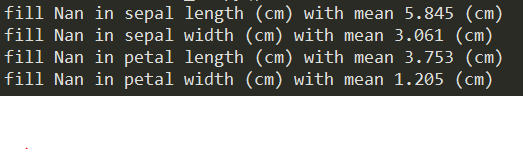 fill Nan in sepal length (cm) with mean 5.845 (cm)
fill Nan in sepal width (cm) with mean 3.061 (cm)
fill Nan in petal length (cm) with mean 3.753 (cm)
fill Nan in petal width (cm) with mean 1.205 (cm)